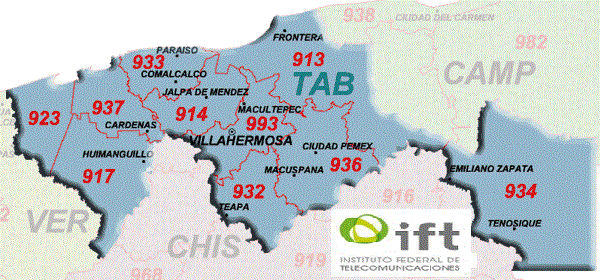 938
CIUDAD DEL CARMEN
FRONTERA
982
933
PARAISO
913
CAMP
COMALCALCO
TAB
JALPA DE MENDEZ
937
914
MACULTEPEC
923
993
CARDENAS
VILLAHERMOSA
HUIMANGUILLO
CIUDAD PEMEX
917
MACUSPANA
936
EMILIANO ZAPATA
932
934
916
TEAPA
VER
TENOSIQUE
CHIS
ift
INSTITUTO FEDERAL DE
TELECOMUNICACIONES
919
968